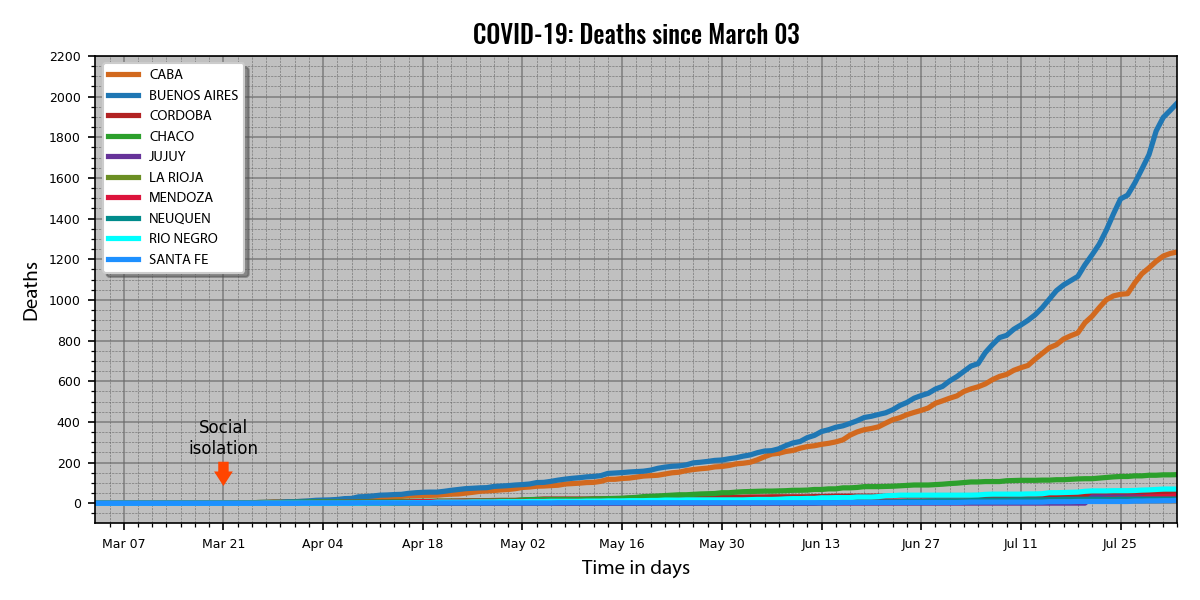 COVID-19: Deaths since March 03
2200
2000
1800
1600
1400
1200
1000
800
600
400
200
0
Deaths
CABA
BUENOS AIRES
CORDOBA
CHACO
JUJUY
LA RIOJA
MENDOZA
NEUQUEN
RIO NEGRO
SANTA FE
Social
isolation
Mar 07 Mar 21 Apr 04 Apr 18 May 02 May 16 May 30 Jun 13 Jun 27 Jul 11 Jul 25
Time in days